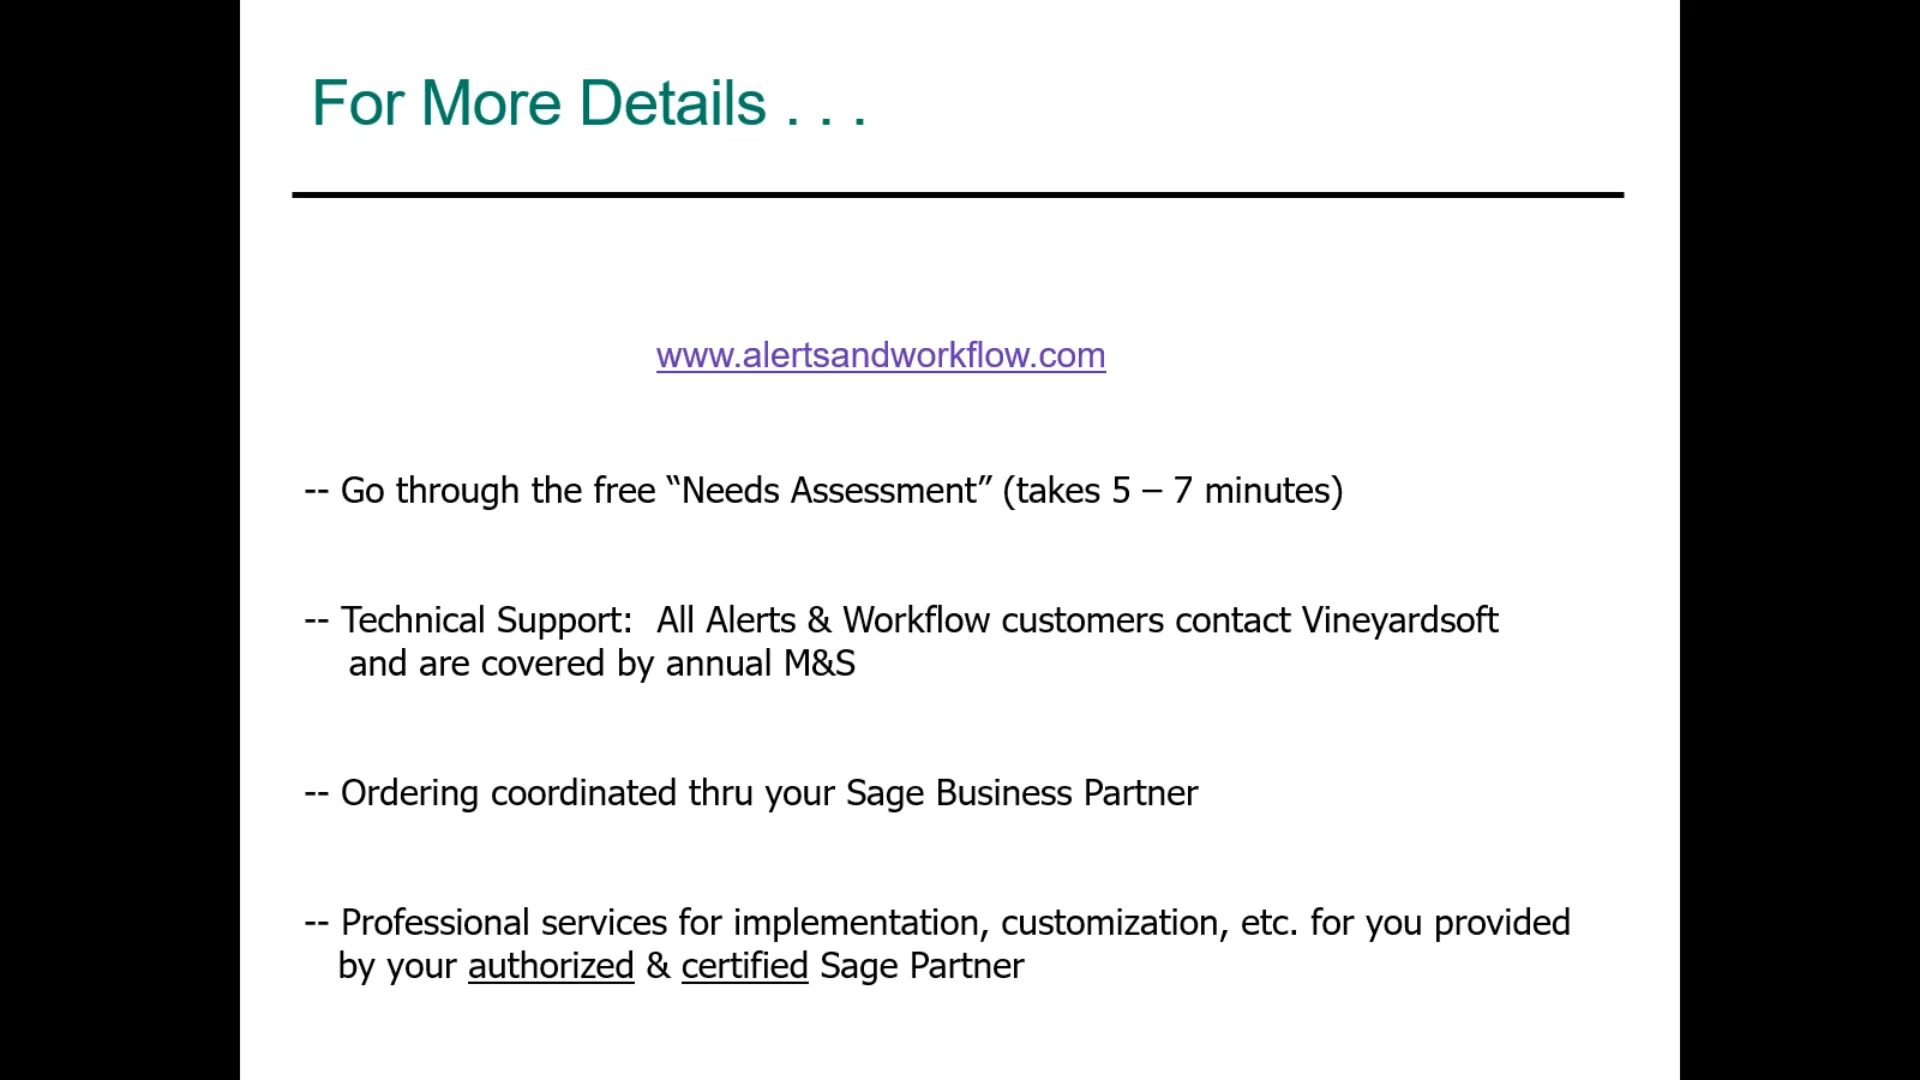 For More Details . . .
www.alertsandworkflow.com
-- Go through the free “Needs Assessment” (takes 5 – 7 minutes)
-- Technical Support:  All Alerts & Workflow customers contact Vineyardsoft
and are covered by annual M&S
-- Ordering coordinated thru your Sage Business Partner
-- Professional services for implementation, customization, etc. for you provided
by your authorized & certified Sage Partner